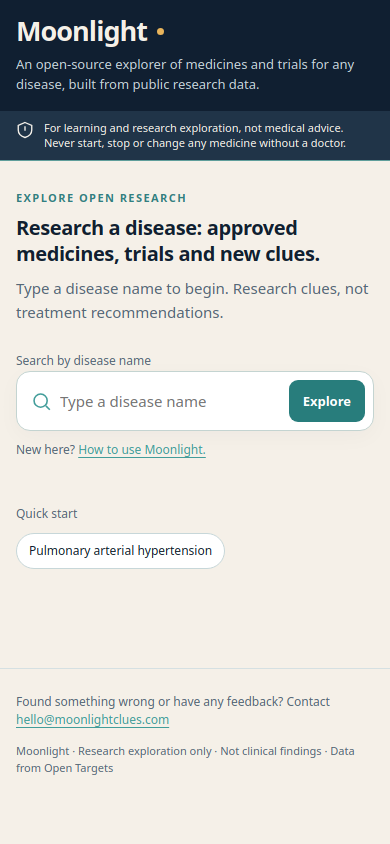 Moonlight
An open-source explorer of medicines and trials for any
disease, built from public research data.
For learning and research exploration, not medical advice.
Never start, stop or change any medicine without a doctor.
EXPLORE OPEN RESEARCH
Research a disease: approved
medicines, trials and new clues.
Type a disease name to begin. Research clues, not
treatment recommendations.
Search by disease name
Type a disease name
Explore
New here? How to use Moonlight.
Quick start
Pulmonary arterial hypertension
Found something wrong or have any feedback? Contact
hello@moonlightclues.com
Moonlight · Research exploration only · Not clinical findings · Data
from Open Targets